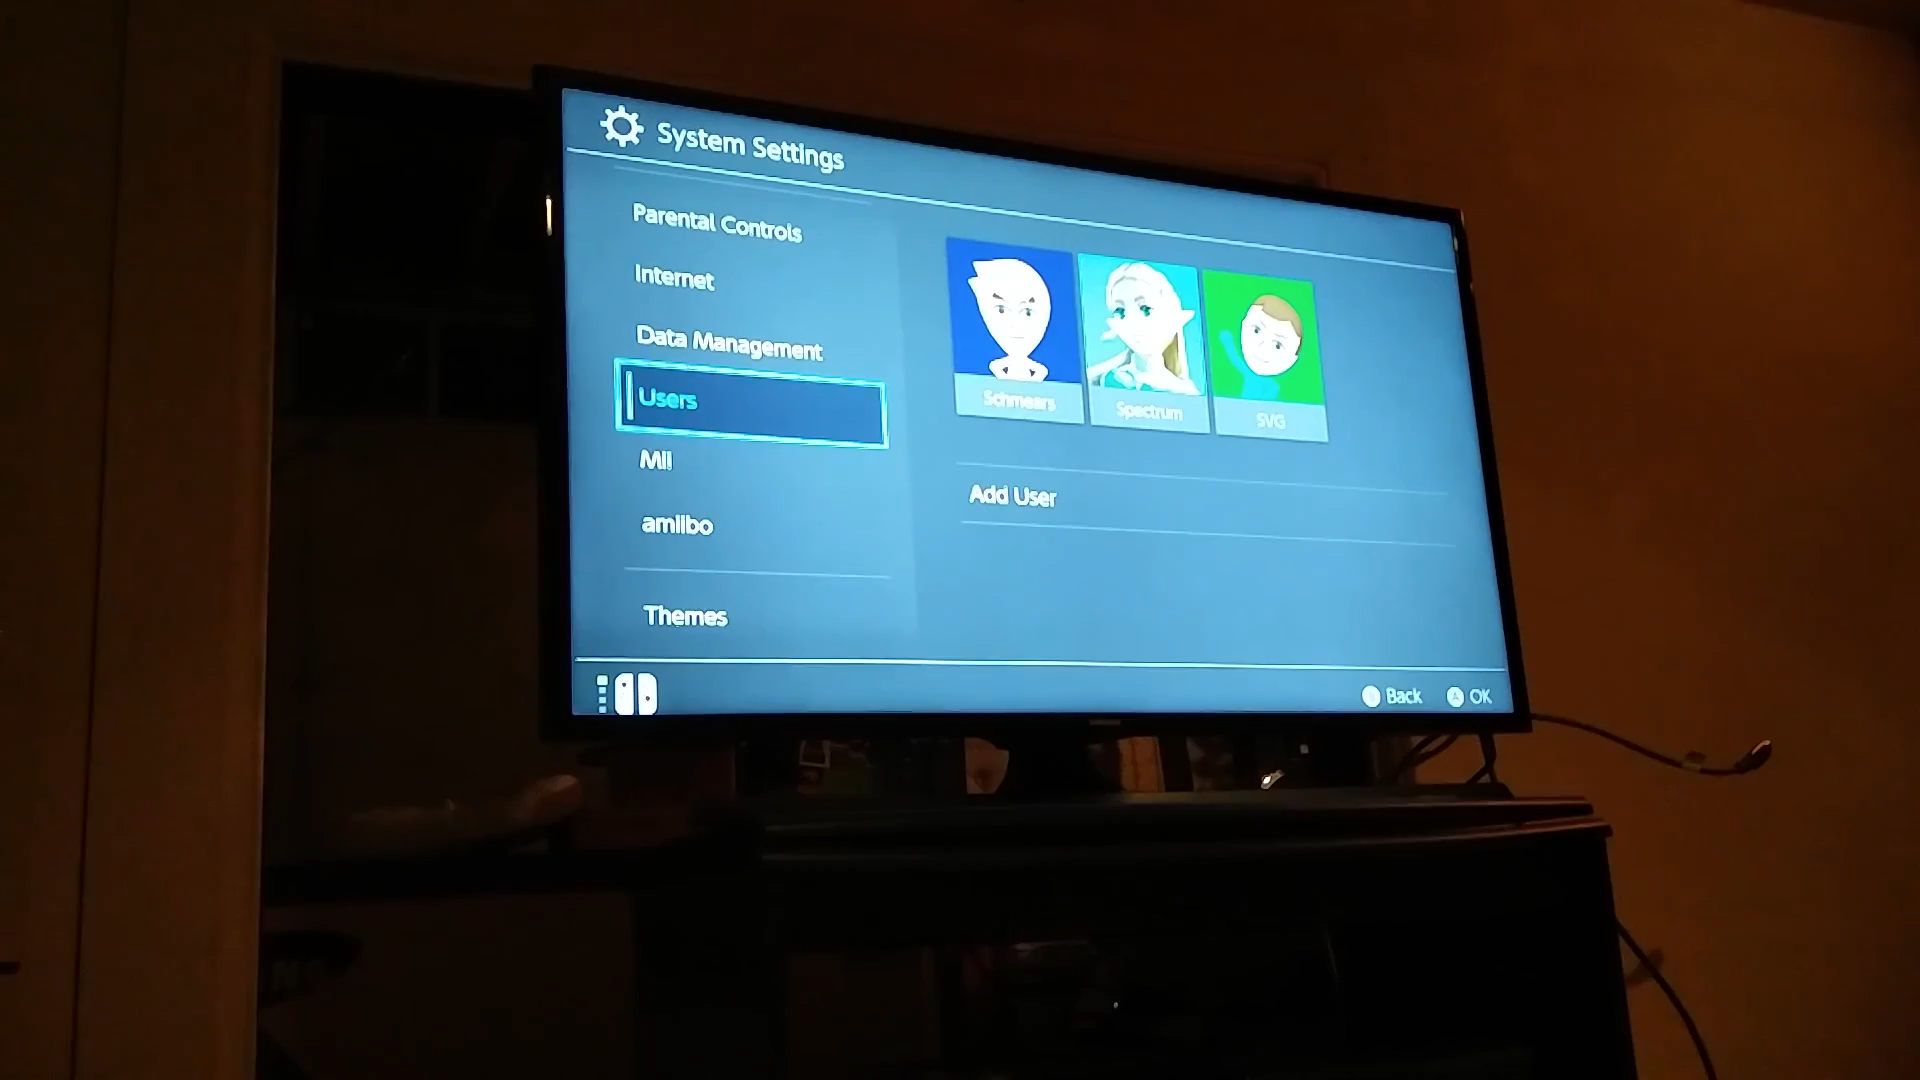 System Settings
Parental Controls
Internet
Data Management
Users
Mii
amiibo
Themes
Schmears
Spectrum
SVG
Add User
Back
OK